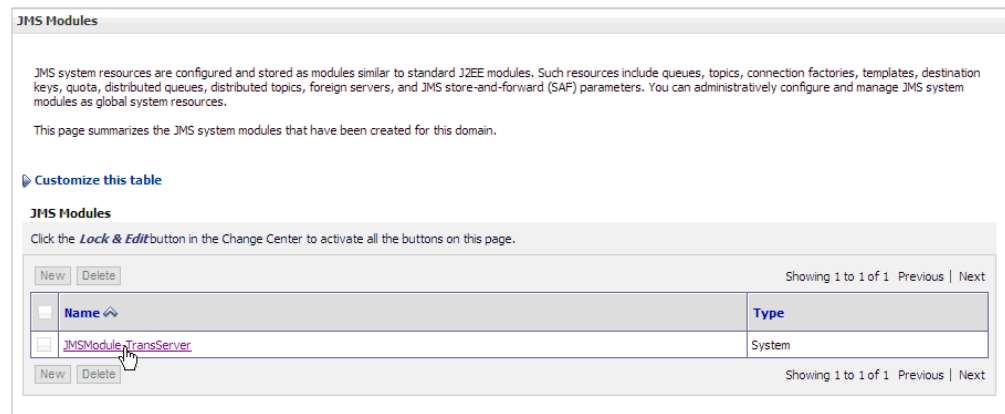 JMS Modules
JMS system resources are configured and stored as modules similar to standard J2EE modules. Such resources include queues, topics, connection factories, templates, destination
keys, quota, distributed queues, distributed topics, foreign servers, and JMS store-and-forward (SAF) parameters. You can administratively configure and manage JMS system
modules as global system resources.
This page summarizes the JMS system modules that have been created for this domain.
Customize this table
JMS Modules
Click the Lock & Edit button in the Change Center to activate all the buttons on this page.
New Delete Showing 1 to 1 of 1 Previous | Next
Name Type
JMSModule-TransServer System
New Delete Showing 1 to 1 of 1 Previous | Next